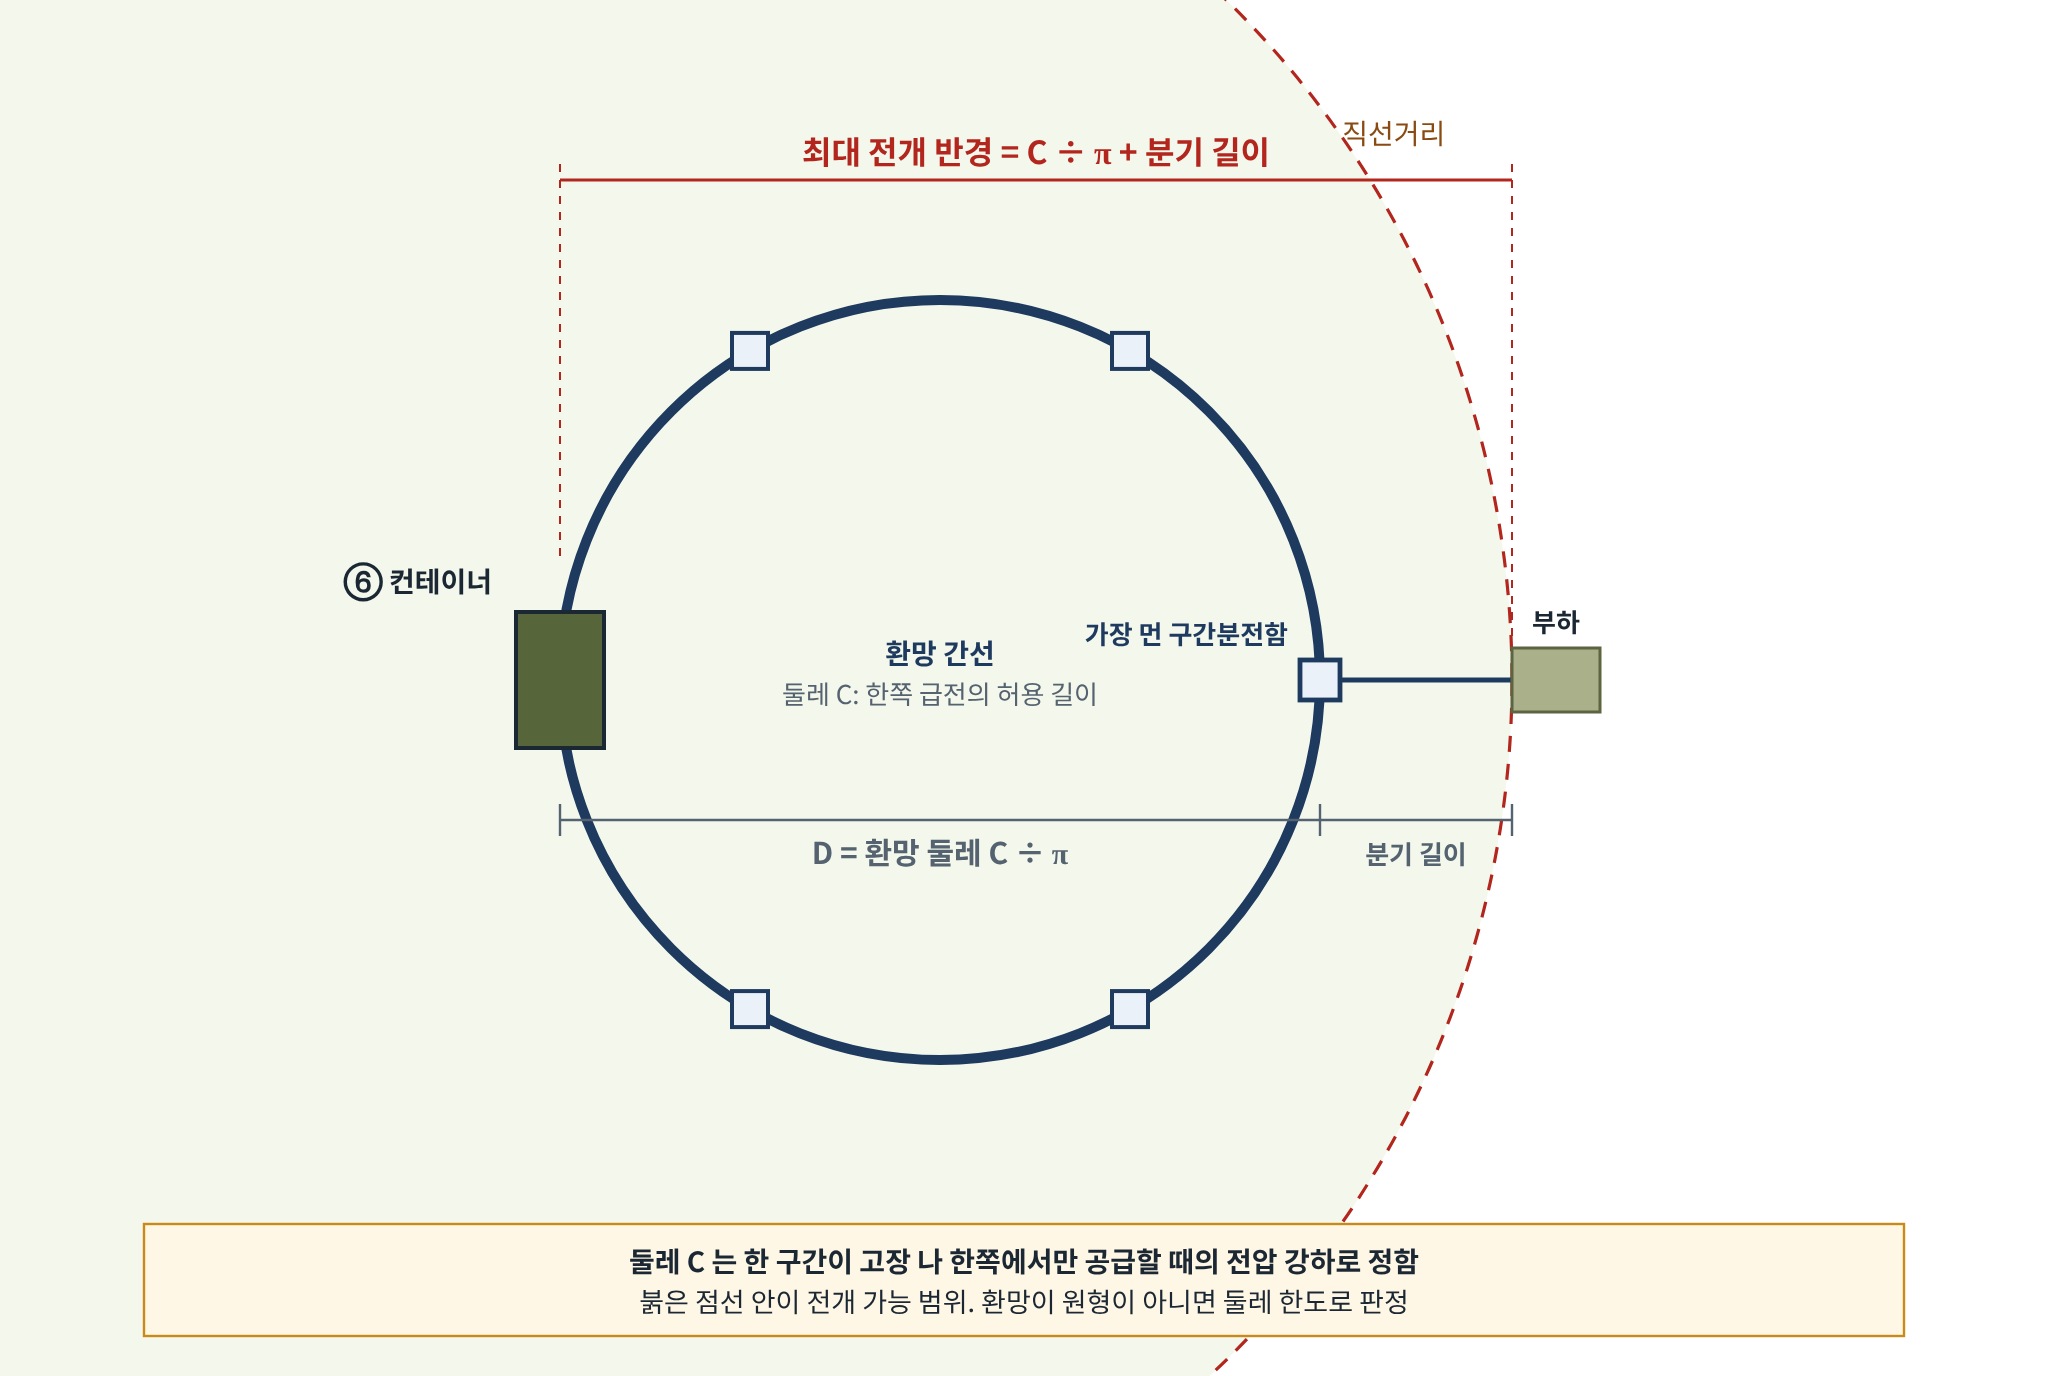 직선거리
최대 전개 반경 = C ÷ π + 분기 길이
⑥ 컨테이너
부하
가장 먼 구간분전함
환망 간선
둘레 C: 한쪽 급전의 허용 길이
D = 환망 둘레 C ÷ π
분기 길이
둘레 C 는 한 구간이 고장 나 한쪽에서만 공급할 때의 전압 강하로 정함
붉은 점선 안이 전개 가능 범위. 환망이 원형이 아니면 둘레 한도로 판정